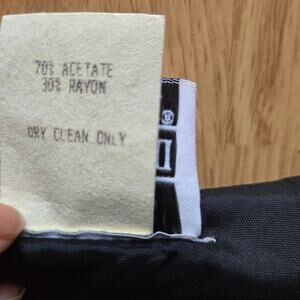 70% ACETATE
30% RAYON
DRY CLEAN ONLY
®